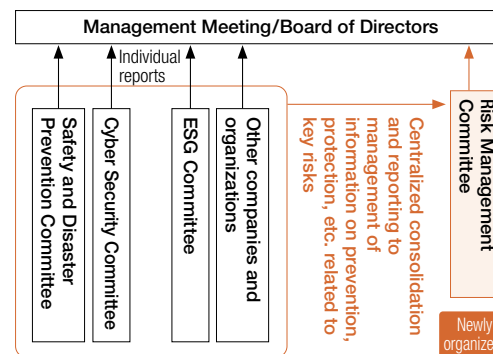 Management Meeting/Board of Directors
Individual
reports
Safety and Disaster
Prevention Committee
Cyber Security Committee
ESG Committee
Other companies and
organizations
Centralized consolidation
and reporting to
management of
information on prevention,
protection, etc. related to
key risks
Risk Management
Committee
Newly
organize